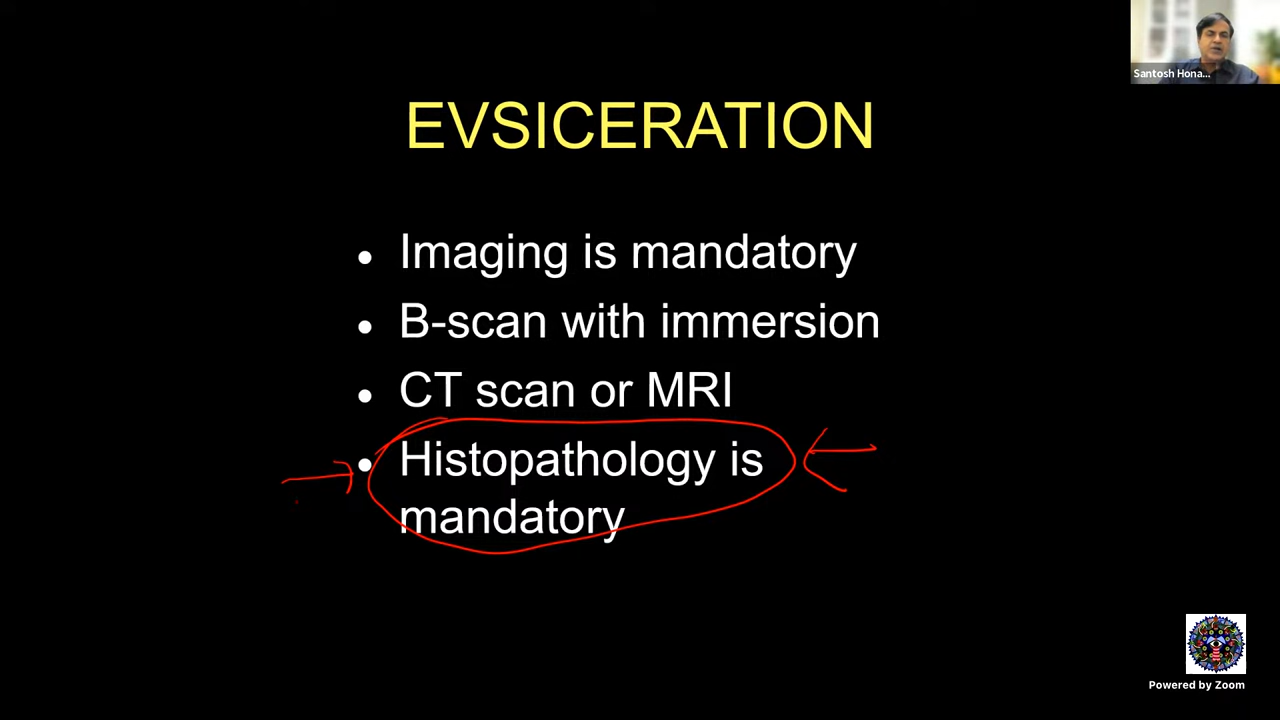 Santosh Hona...
EVSICERATION
• Imaging is mandatory
• B-scan with immersion
• CT scan or MRI
• Histopathology is
mandatory
Powered by Zoom